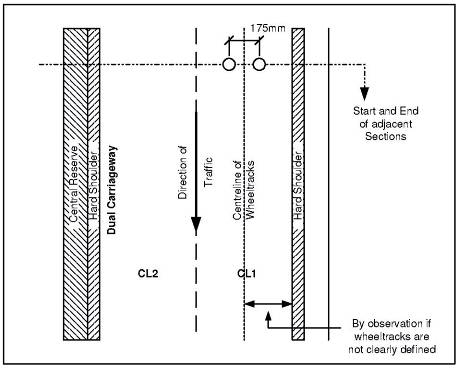 175mm
Start and End
of adjacent
Sections
Central Reserve
Hard Shoulder
Dual Carriageway
Direction of
Traffic
Centreline of
Wheeltracks
Hard Shoulder
CL2
CL1
By observation if
wheeltracks are
not clearly defined